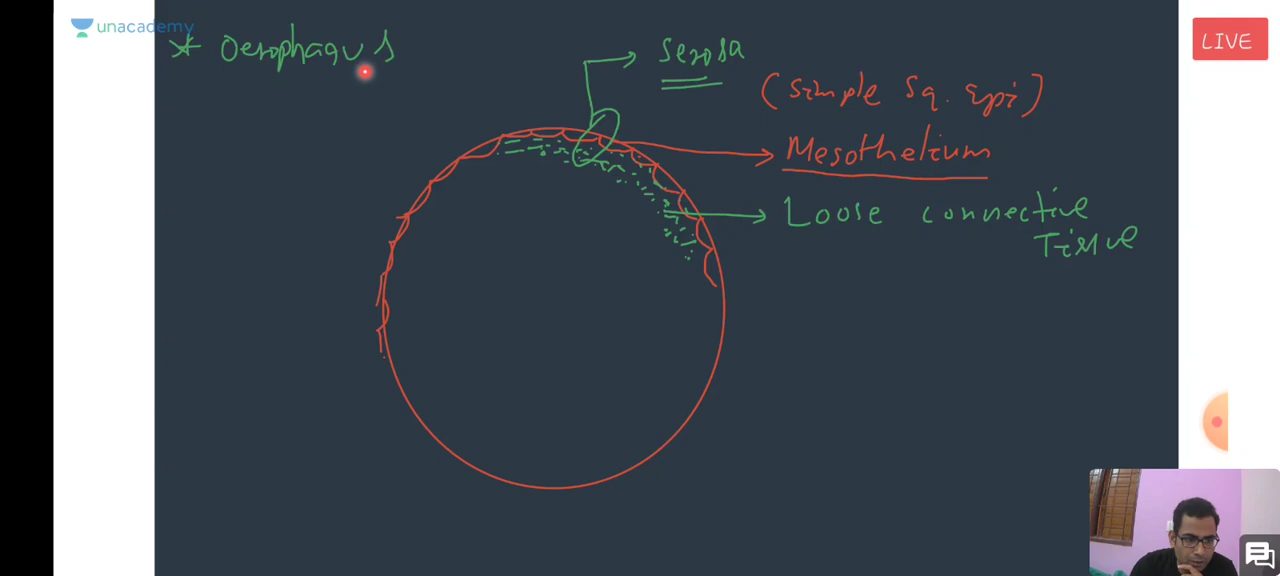 unacademy
LIVE
* Oesophagus
Serosa
(Simple Sq. Epi)
Mesothelium
Loose connective
Tissue